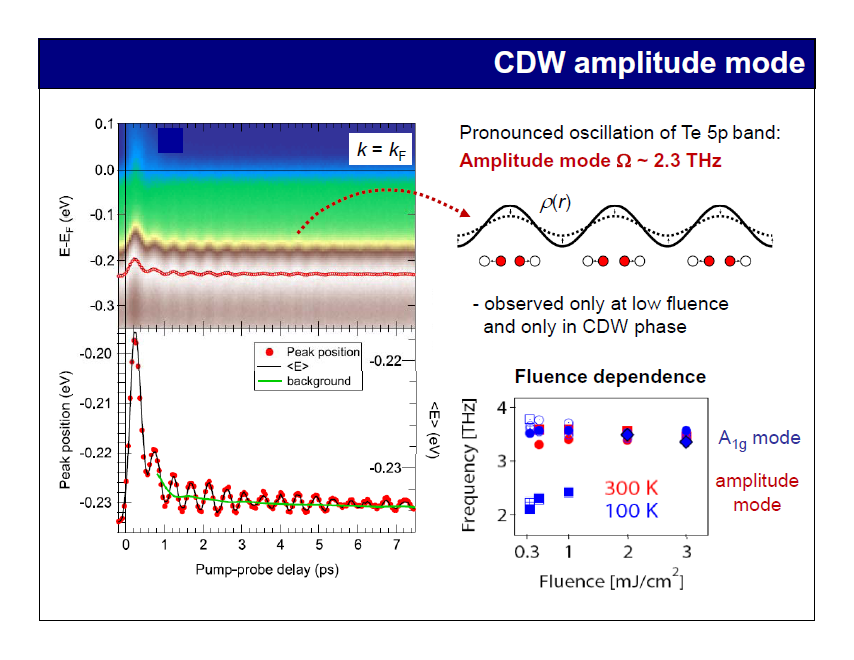 CDW amplitude mode
0.1
0.0
-0.1
-0.2
-0.3
E-E_F (eV)
k = k_F
-0.20
-0.21
-0.22
-0.23
Peak position (eV)
Peak position
<E>
background
-0.22
-0.23
<E> (eV)
0 1 2 3 4 5 6 7
Pump-probe delay (ps)
Pronounced oscillation of Te 5p band:
Amplitude mode Ω ~ 2.3 THz
ρ(r)
- observed only at low fluence
and only in CDW phase
Fluence dependence
4
3
2
Frequency [THz]
300 K
100 K
0.3 1 2 3
Fluence [mJ/cm²]
A₁g mode
amplitude
mode